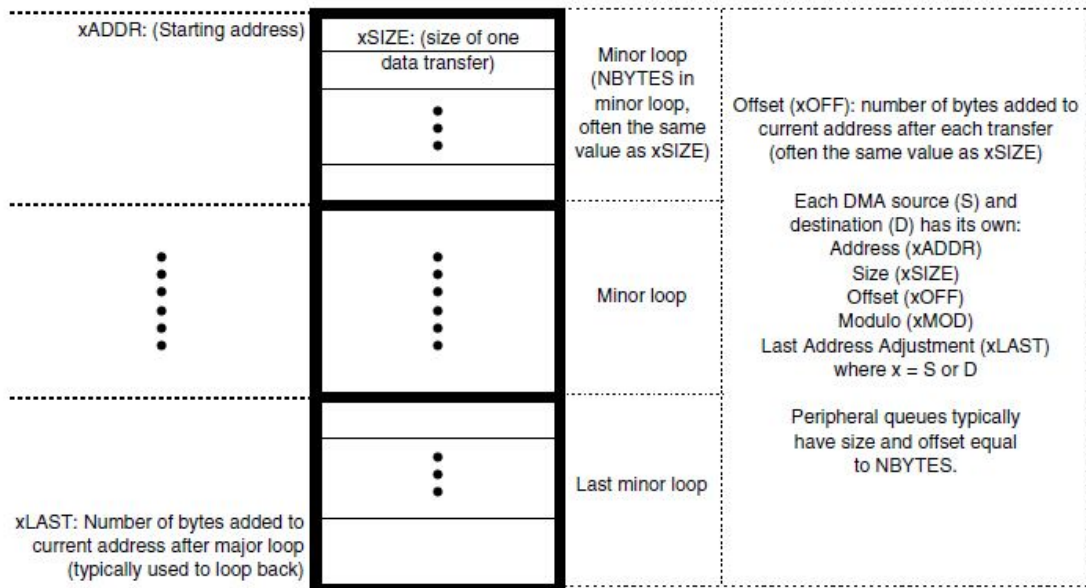 xADDR: (Starting address)
xSIZE: (size of one
data transfer)
Minor loop
(NBYTES in
minor loop,
often the same
value as xSIZE)
Offset (xOFF): number of bytes added to
current address after each transfer
(often the same value as xSIZE)
Each DMA source (S) and
destination (D) has its own:
Address (xADDR)
Size (xSIZE)
Offset (xOFF)
Modulo (xMOD)
Last Address Adjustment (xLAST)
where x = S or D
Peripheral queues typically
have size and offset equal
to NBYTES.
Minor loop
Last minor loop
xLAST: Number of bytes added to
current address after major loop
(typically used to loop back)